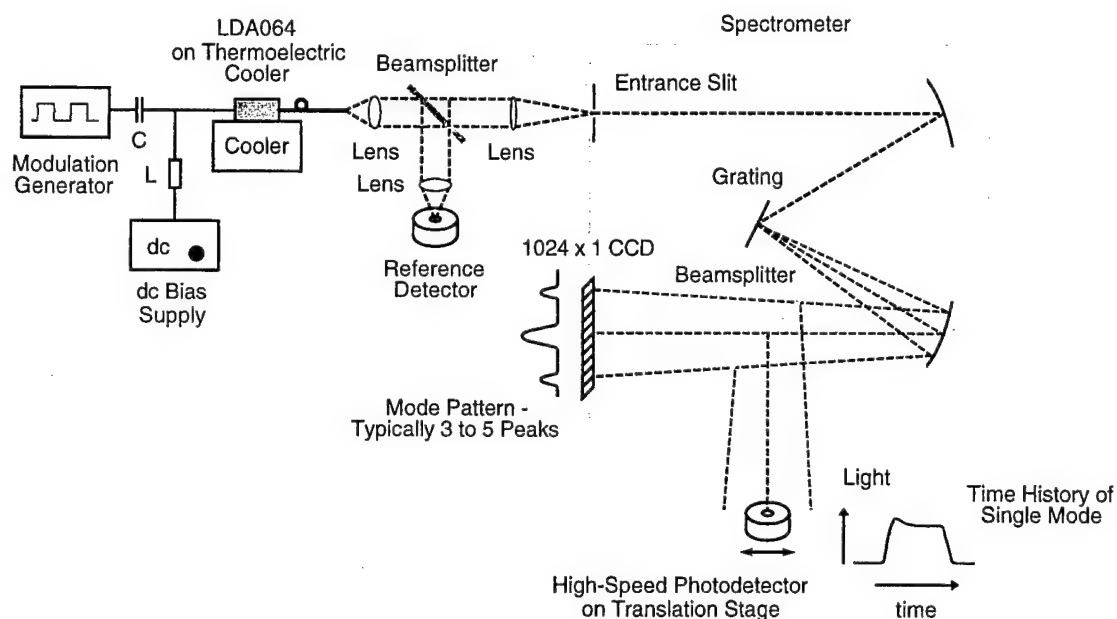 LDA064
on Thermoelectric
Cooler
Spectrometer
Beamsplitter
Entrance Slit
C
Cooler
Lens
Lens
Modulation
Generator
L
Lens
Grating
dc
1024 x 1 CCD
Beamsplitter
Reference
Detector
dc Bias
Supply
Mode Pattern -
Typically 3 to 5 Peaks
Light
Time History of
Single Mode
High-Speed Photodetector
on Translation Stage
time